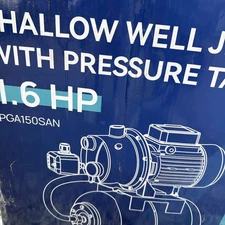 HALLOW WELL J
WITH PRESSURE TA
1.6 HP
PGA150SAN